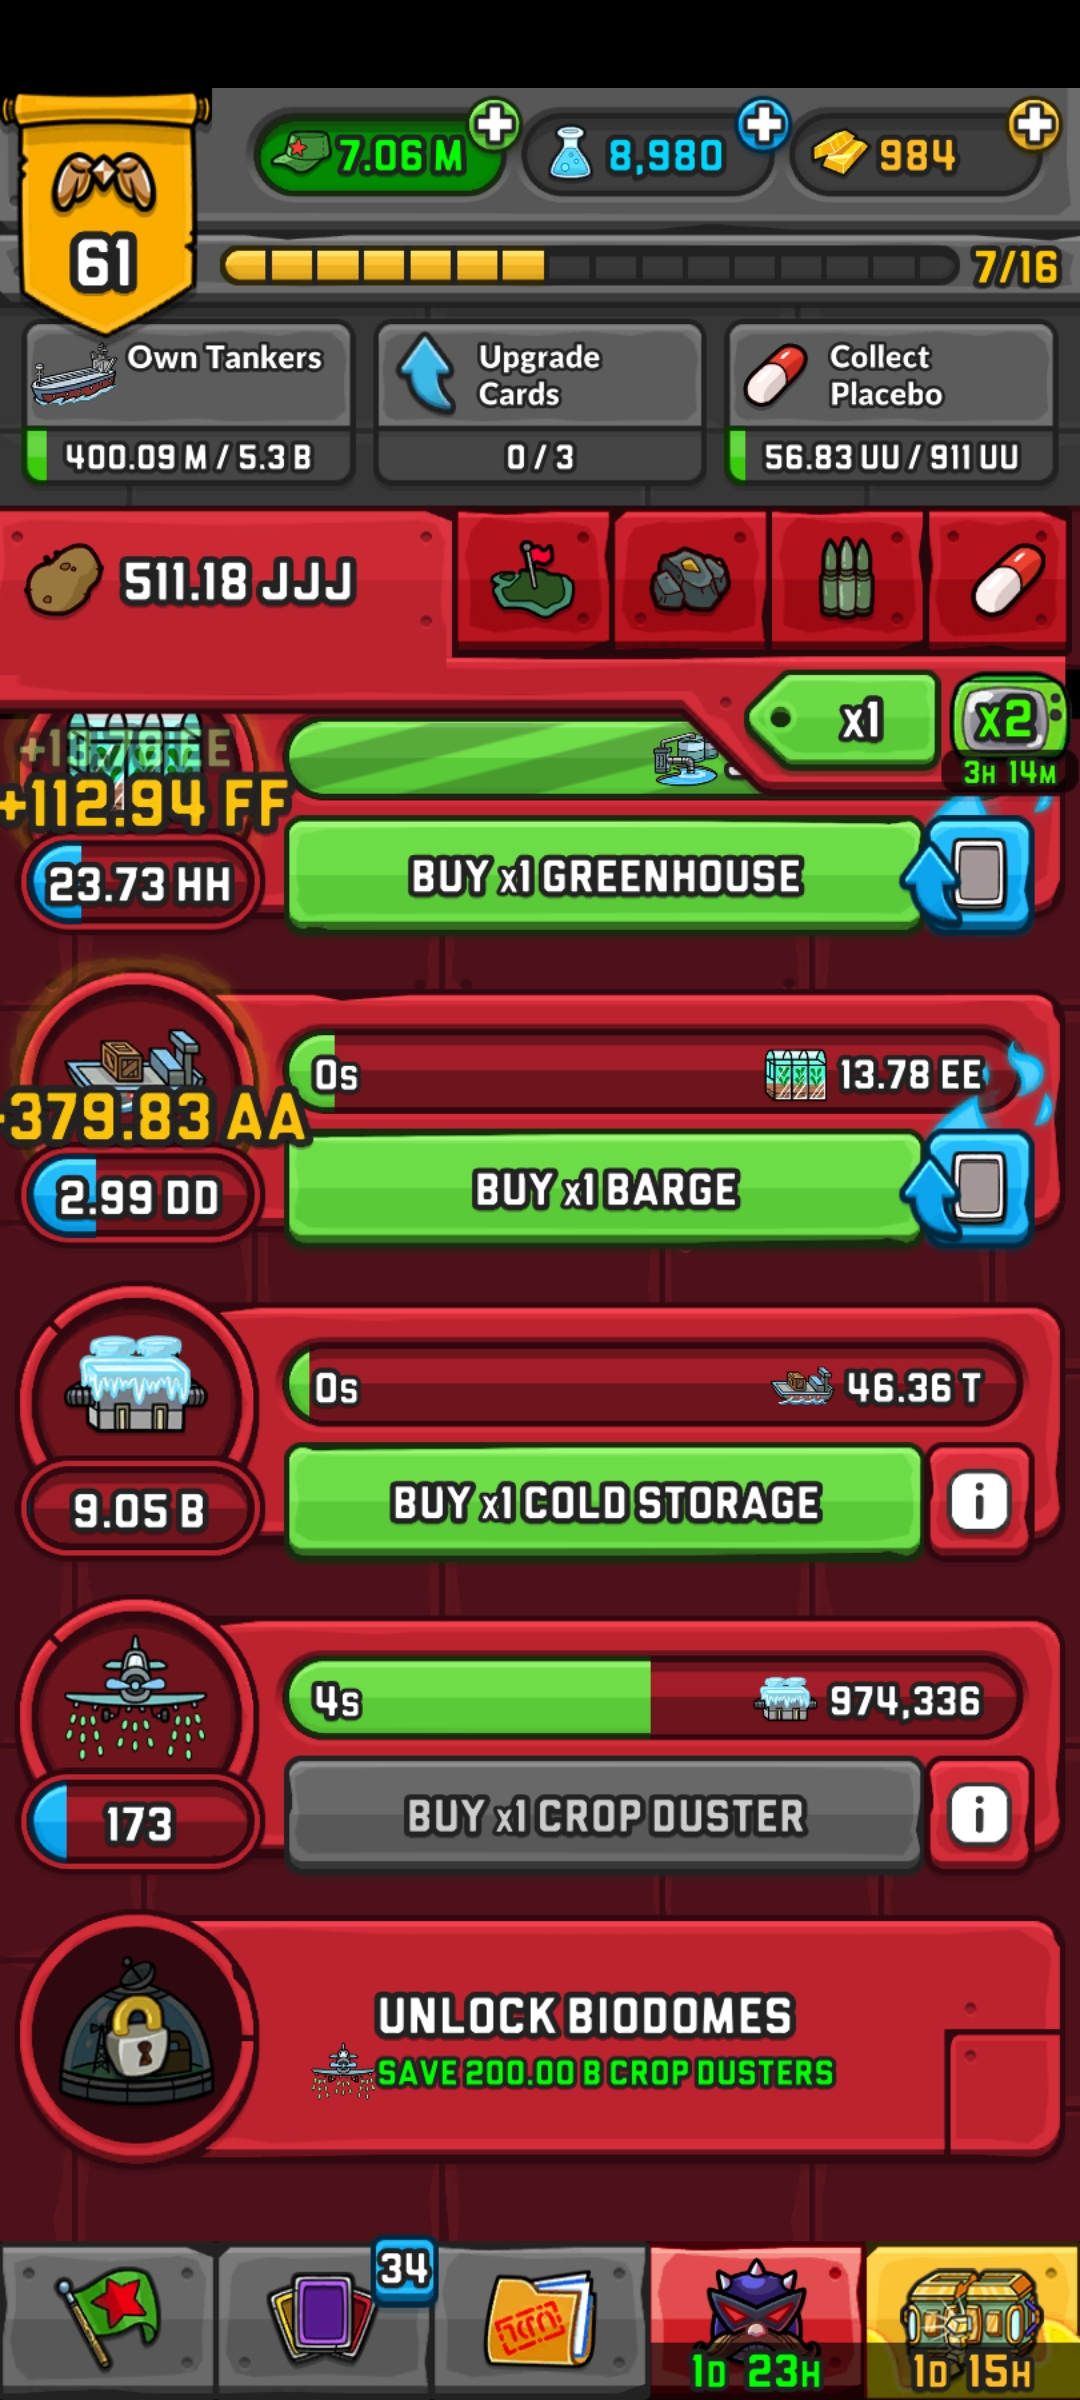 7.06 M
8,980
984
61
7/16
Own Tankers
400.09 M / 5.3 B
Upgrade
Cards
0 / 3
Collect
Placebo
56.83 UU / 911 UU
511.18 JJJ
x1
x2
3H 14M
+112.94 FF
23.73 HH
BUY x1 GREENHOUSE
0s
13.78 EE
379.83 AA
2.99 DD
BUY x1 BARGE
0s
46.36 T
9.05 B
BUY x1 COLD STORAGE
i
4s
974,336
173
BUY x1 CROP DUSTER
i
UNLOCK BIODOMES
SAVE 200.00 B CROP DUSTERS
34
1D 23H
1D 15H